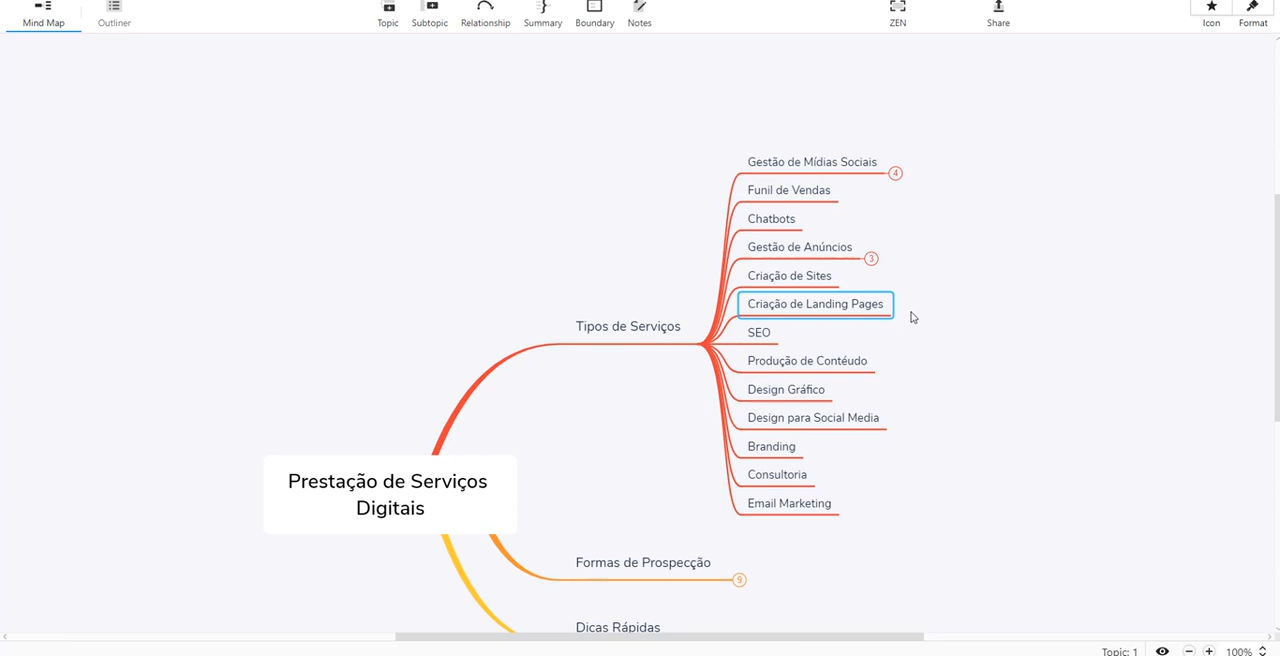 Mind Map
Outliner
Topic
Subtopic
Relationship
Summary
Boundary
Notes
ZEN
Share
Icon
Format
Gestão de Mídias Sociais
4
Funil de Vendas
Chatbots
Gestão de Anúncios
3
Criação de Sites
Criação de Landing Pages
Tipos de Serviços
SEO
Produção de Contéudo
Design Gráfico
Design para Social Media
Branding
Consultoria
Email Marketing
Prestação de Serviços
Digitais
Formas de Prospecção
9
Dicas Rápidas
Topic: 1
100%